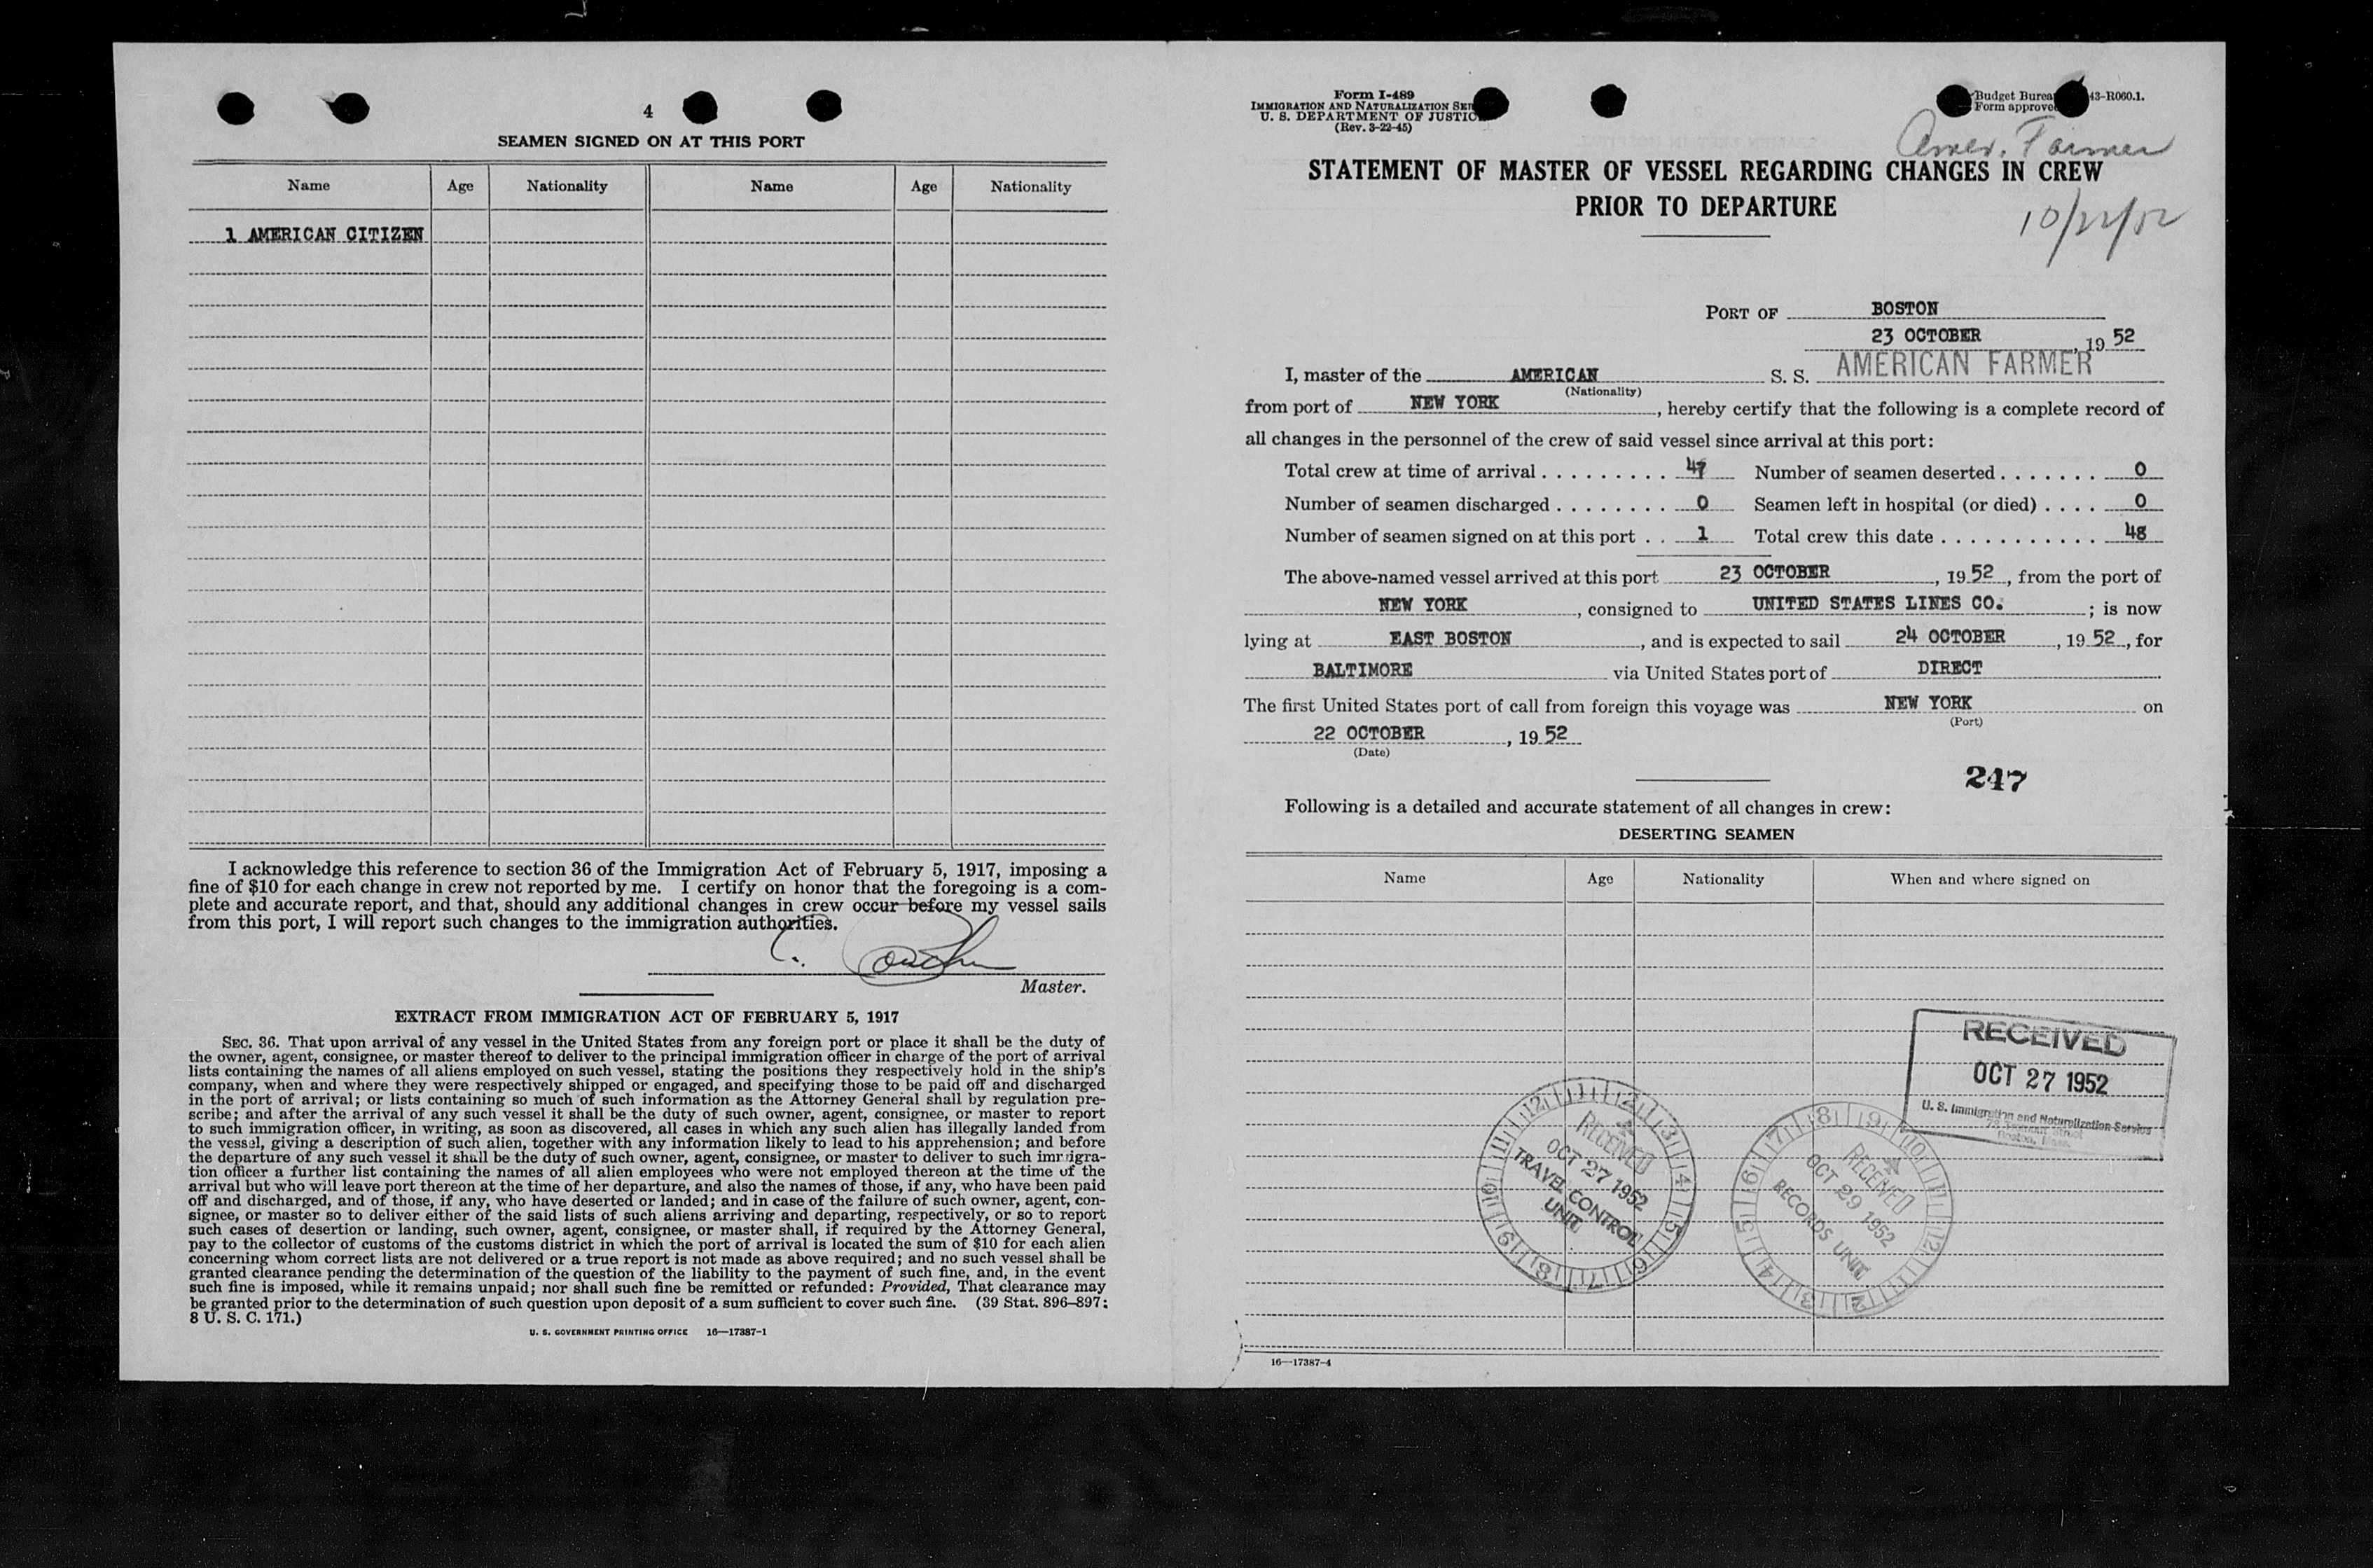 4
SEAMEN SIGNED ON AT THIS PORT
Name Age Nationality Name Age Nationality
1 AMERICAN CITIZEN
I acknowledge this reference to section 36 of the Immigration Act of February 5, 1917, imposing a
fine of $10 for each change in crew not reported by me. I certify on honor that the foregoing is a com-
plete and accurate report, and that, should any additional changes in crew occur before my vessel sails
from this port, I will report such changes to the immigration authorities.
Master.
EXTRACT FROM IMMIGRATION ACT OF FEBRUARY 5, 1917
SEC. 36. That upon arrival of any vessel in the United States from any foreign port or place it shall be the duty of
the owner, agent, consignee, or master thereof to deliver to the principal immigration officer in charge of the port of arrival
lists containing the names of all aliens employed on such vessel, stating the positions they respectively hold in the ship's
company, when and where they were respectively shipped or engaged, and specifying those to be paid off and discharged
in the port of arrival; or lists containing so much of such information as the Attorney General shall by regulation pre-
scribe; and after the arrival of any such vessel it shall be the duty of such owner, agent, consignee, or master to report
to such immigration officer, in writing, as soon as discovered, all cases in which any such alien has illegally landed from
the vessel, giving a description of such alien, together with any information likely to lead to his apprehension; and before
the departure of any such vessel it shall be the duty of such owner, agent, consignee, or master to deliver to such immigra-
tion officer a further list containing the names of all alien employees who were not employed thereon at the time of the
arrival but who will leave port thereon at the time of her departure, and also the names of those, if any, who have been paid
off and discharged, and of those, if any, who have deserted or landed; and in case of the failure of such owner, agent, con-
signee, or master so to deliver either of the said lists of such aliens arriving and departing, respectively, or so to report
such cases of desertion or landing, such owner, agent, consignee, or master shall, if required by the Attorney General,
pay to the collector of customs of the customs district in which the port of arrival is located the sum of $10 for each alien
concerning whom correct lists are not delivered or a true report is not made as above required; and no such vessel shall be
granted clearance pending the determination of the question of the liability to the payment of such fine, and, in the event
such fine is imposed, while it remains unpaid; nor shall such fine be remitted or refunded: Provided, That clearance may
be granted prior to the determination of such question upon deposit of a sum sufficient to cover such fine. (39 Stat. 896–897;
8 U. S. C. 171.)
U. S. GOVERNMENT PRINTING OFFICE 16—17387-1
Form I-489
IMMIGRATION AND NATURALIZATION SER
U. S. DEPARTMENT OF JUSTIC
(Rev. 3-22-45)
Budget Burea 43-R060.1.
Form approve
Amer. Farmer
STATEMENT OF MASTER OF VESSEL REGARDING CHANGES IN CREW
PRIOR TO DEPARTURE
10/22/52
PORT OF BOSTON
23 OCTOBER, 19 52
I, master of the AMERICAN S. S. AMERICAN FARMER
(Nationality)
from port of NEW YORK, hereby certify that the following is a complete record of
all changes in the personnel of the crew of said vessel since arrival at this port:
Total crew at time of arrival . . . . . . . . . . 47 Number of seamen deserted . . . . . . . 0
Number of seamen discharged . . . . . . . . 0 Seamen left in hospital (or died) . . . . 0
Number of seamen signed on at this port . . 1 Total crew this date . . . . . . . . . . . 48
The above-named vessel arrived at this port 23 OCTOBER, 19 52, from the port of
NEW YORK, consigned to UNITED STATES LINES CO.; is now
lying at EAST BOSTON, and is expected to sail 24 OCTOBER, 19 52, for
BALTIMORE via United States port of DIRECT.
The first United States port of call from foreign this voyage was NEW YORK on
(Port)
22 OCTOBER, 19 52
(Date)
247
Following is a detailed and accurate statement of all changes in crew:
DESERTING SEAMEN
Name Age Nationality When and where signed on
RECEIVED
OCT 27 1952
U. S. Immigration and Naturalization Service
RECEIVED
OCT 27 1952
TRAVEL CONTROL
UNIT
RECEIVED
OCT 29 1952
RECORDS UNIT
16—17387-4